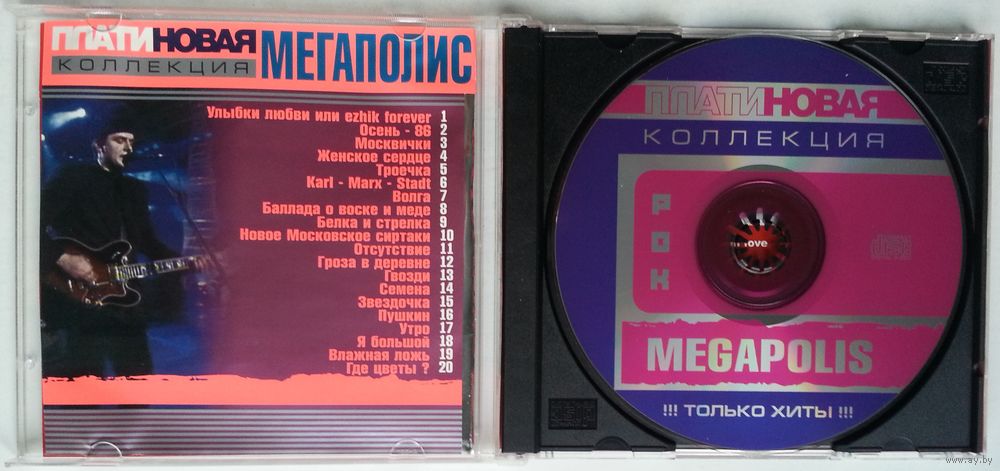 ПЛАТИНОВАЯ
КОЛЛЕКЦИЯ
МЕГАПОЛИС
Улыбки любви или ezhik forever 1
Осень - 86 2
Москвички 3
Женское сердце 4
Троечка 5
Karl - Marx - Stadt 6
Волга 7
Баллада о воске и меде 8
Белка и стрелка 9
Новое Московское сиртаки 10
Отсутствие 11
Гроза в деревне 12
Гвозди 13
Семена 14
Звездочка 15
Пушкин 16
Утро 17
Я большой 18
Влажная ложь 19
Где цветы ? 20
ПЛАТИНОВАЯ
КОЛЛЕКЦИЯ
РОК
MEGAPOLIS
!!! ТОЛЬКО ХИТЫ !!!
www.ay.by